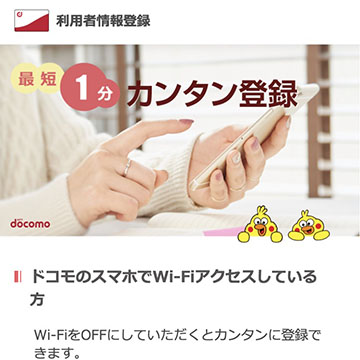 利用者情報登録
最短1分カンタン登録
döcomo
ドコモのスマホでWi-Fiアクセスしている
方
Wi-FiをOFFにしていただくとカンタンに登録で
きます。